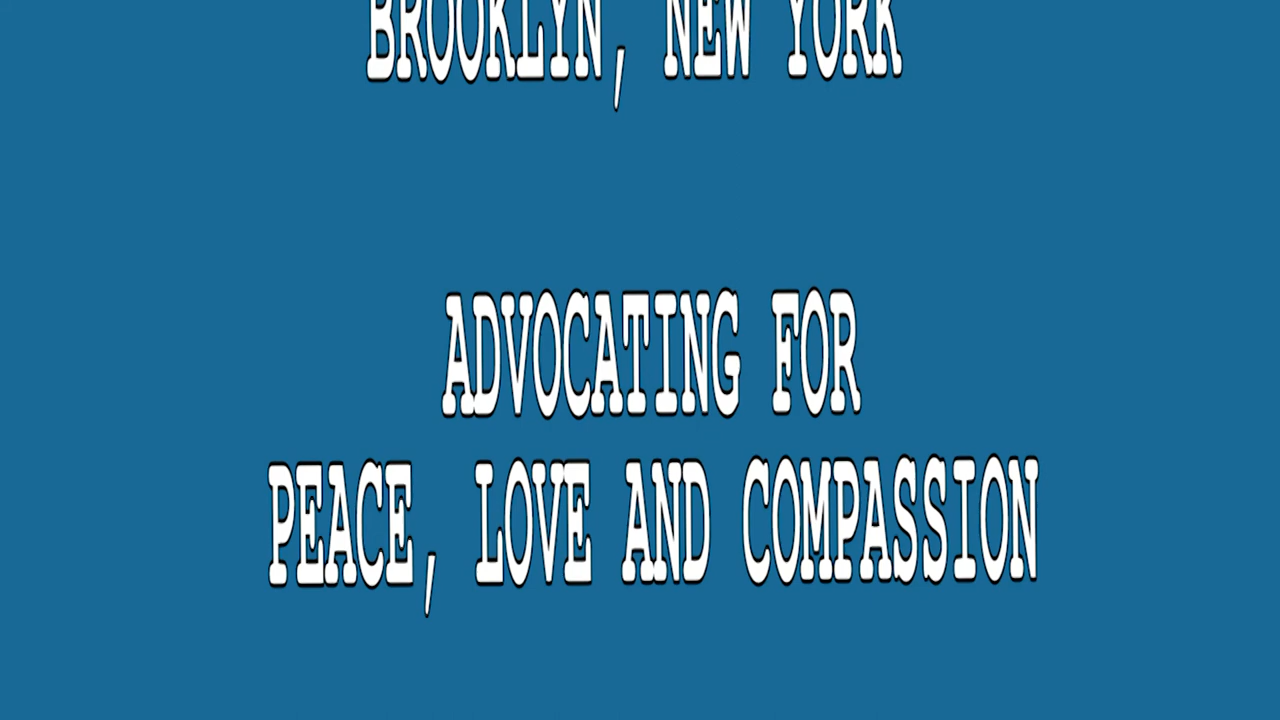 BROOKLYN, NEW YORK
ADVOCATING FOR
PEACE, LOVE AND COMPASSION